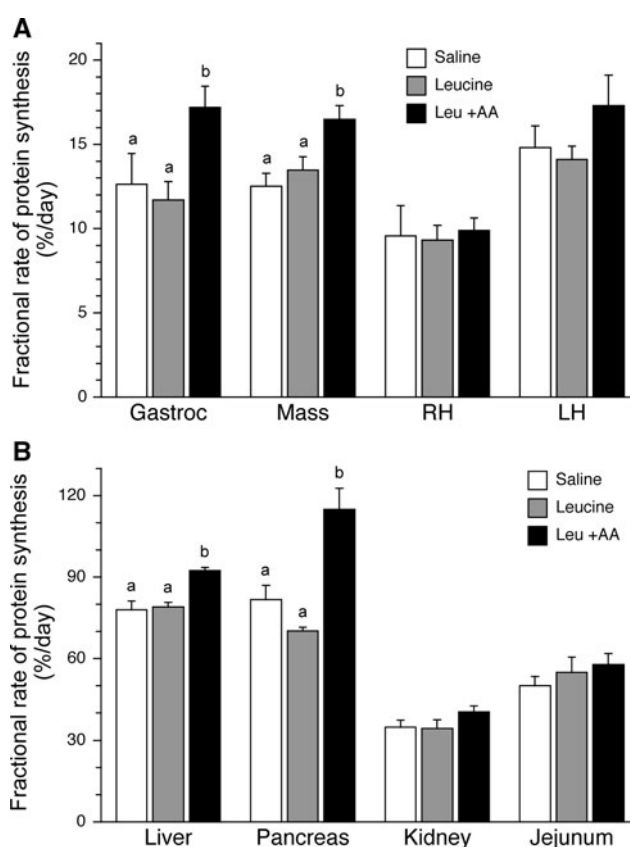 A
Fractional rate of protein synthesis
(%/day)
20
15
10
5
0
Saline
Leucine
Leu +AA
a
a
b
a
a
b
Gastroc
Mass
RH
LH
B
Fractional rate of protein synthesis
(%/day)
120
90
60
30
0
Saline
Leucine
Leu +AA
a
a
b
a
a
b
Liver
Pancreas
Kidney
Jejunum